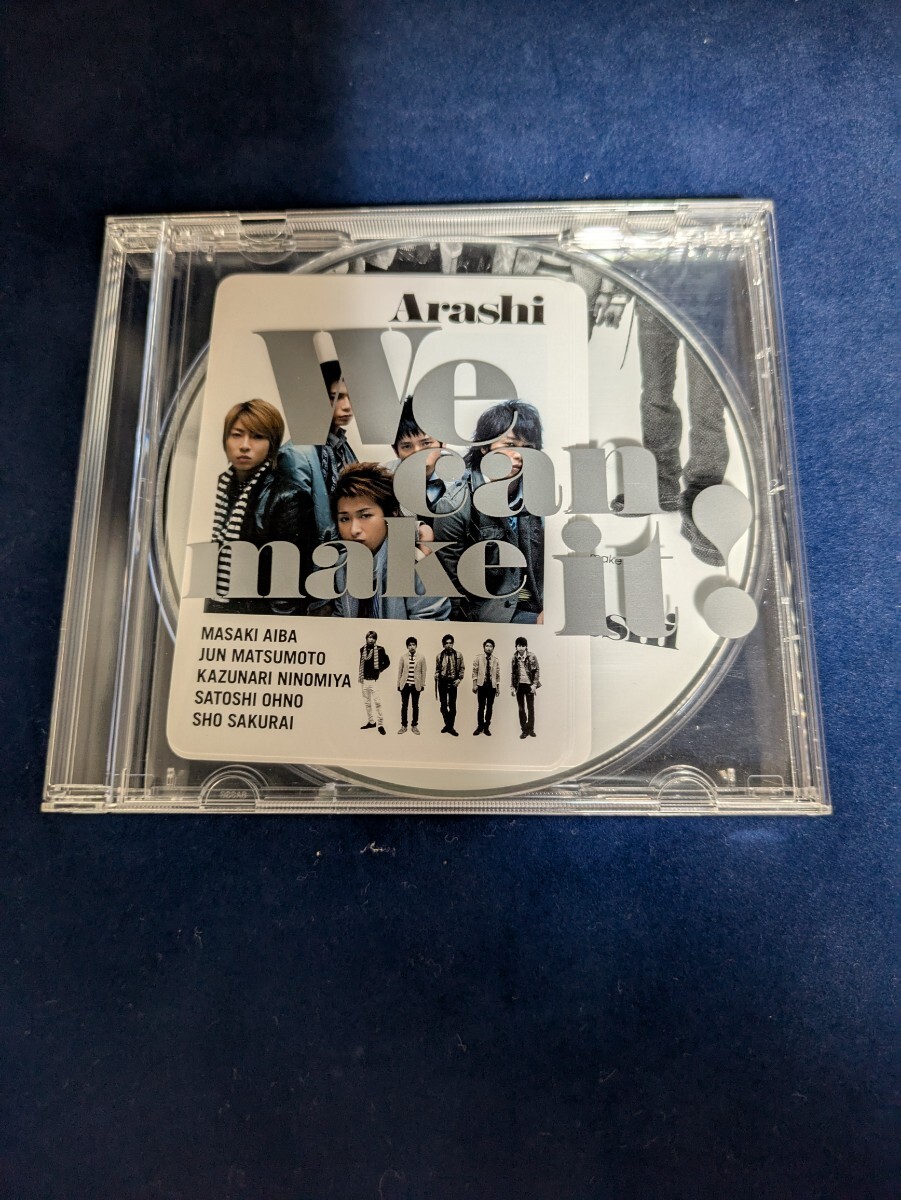 Arashi
We
can
make it!
MASAKI AIBA
JUN MATSUMOTO
KAZUNARI NINOMIYA
SATOSHI OHNO
SHO SAKURAI